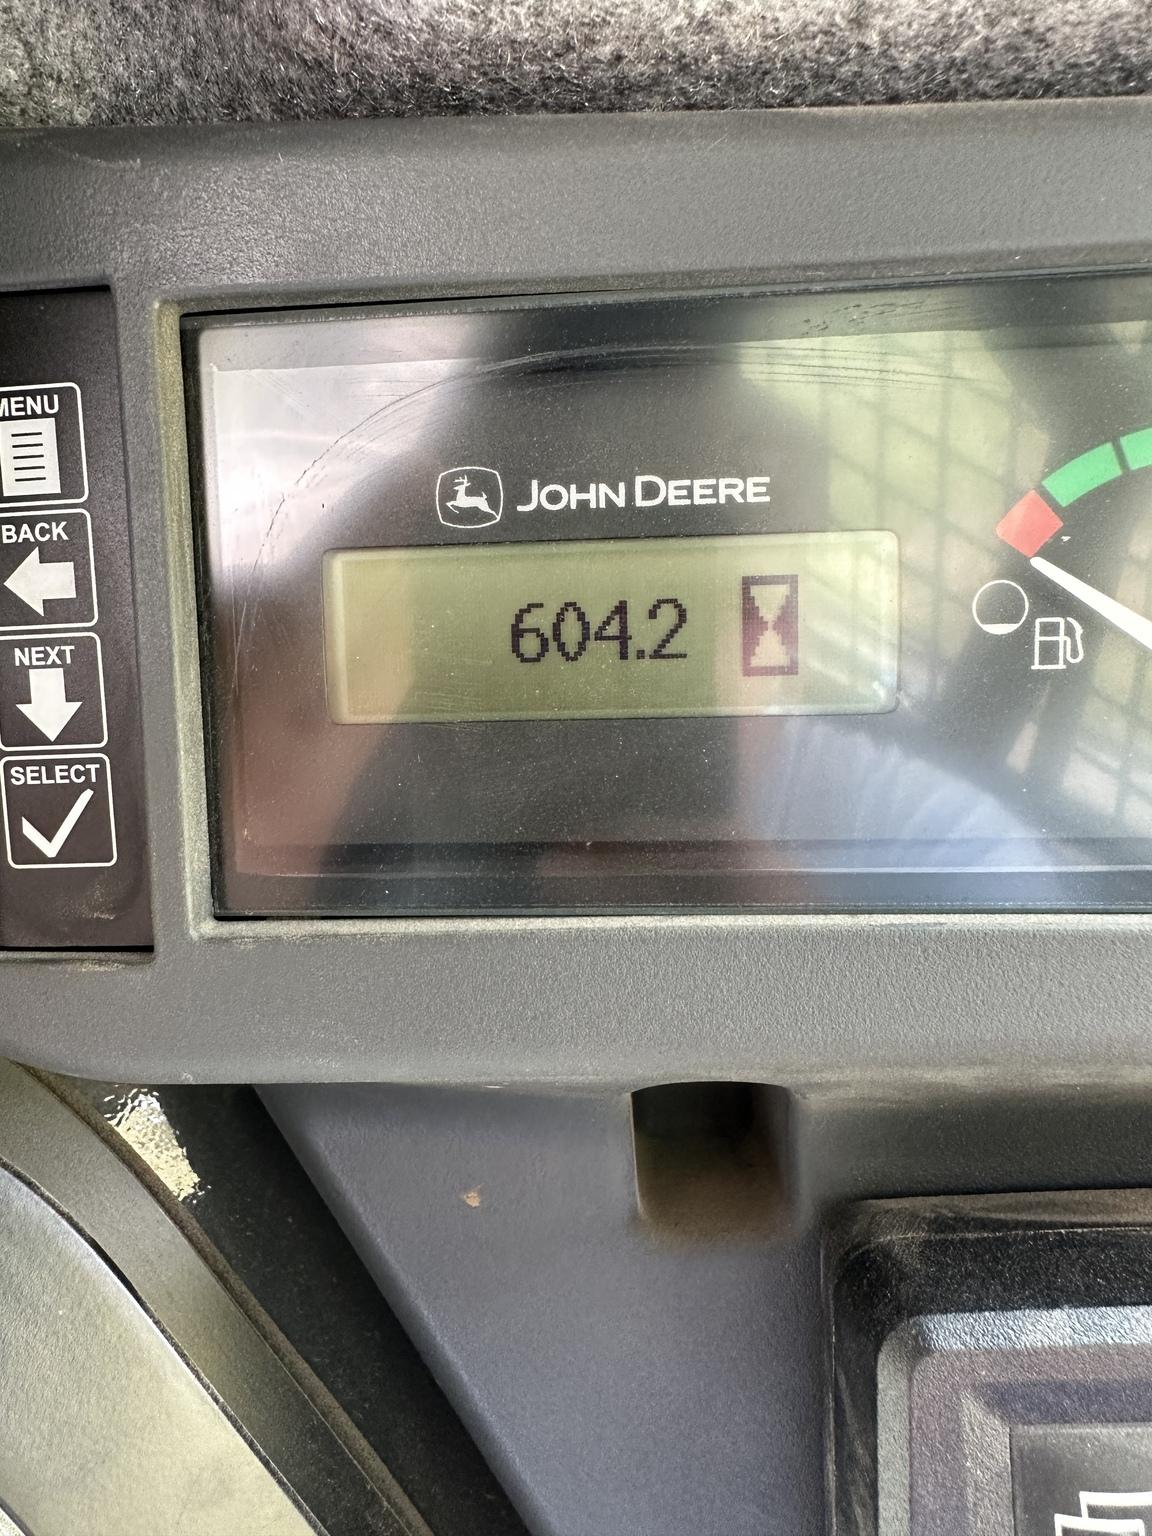 MENU
BACK
NEXT
SELECT
JOHN DEERE
604.2